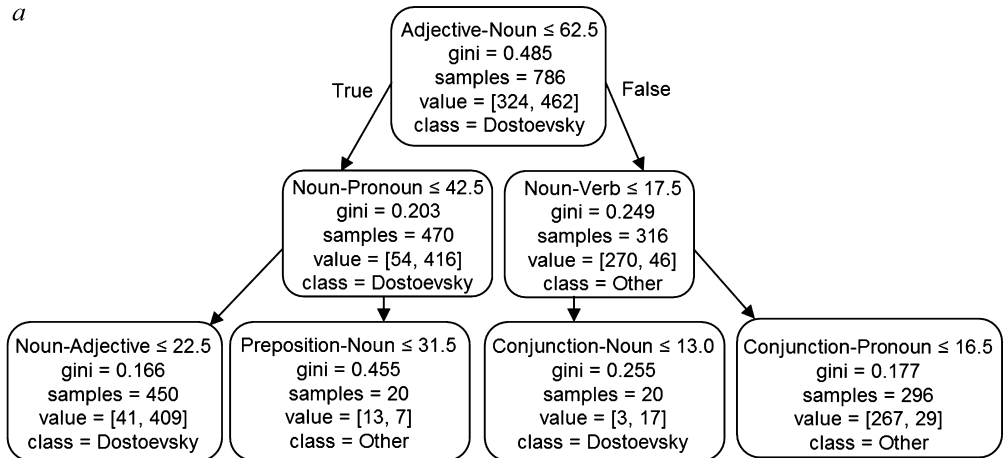 a
Adjective-Noun ≤ 62.5
gini = 0.485
samples = 786
value = [324, 462]
class = Dostoevsky
True
False
Noun-Pronoun ≤ 42.5
gini = 0.203
samples = 470
value = [54, 416]
class = Dostoevsky
Noun-Verb ≤ 17.5
gini = 0.249
samples = 316
value = [270, 46]
class = Other
Noun-Adjective ≤ 22.5
gini = 0.166
samples = 450
value = [41, 409]
class = Dostoevsky
Preposition-Noun ≤ 31.5
gini = 0.455
samples = 20
value = [13, 7]
class = Other
Conjunction-Noun ≤ 13.0
gini = 0.255
samples = 20
value = [3, 17]
class = Dostoevsky
Conjunction-Pronoun ≤ 16.5
gini = 0.177
samples = 296
value = [267, 29]
class = Other